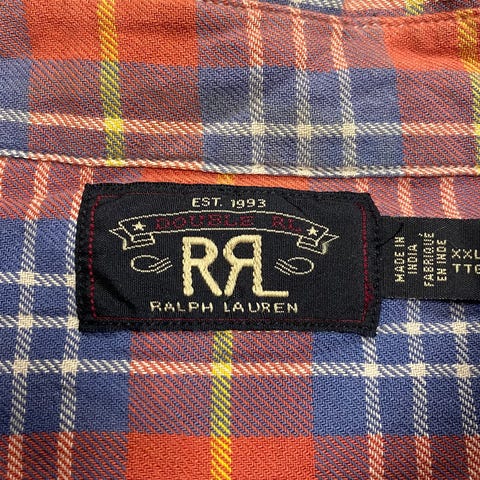 EST. 1993
DOUBLE RL
RRL
RALPH LAUREN
MADE IN
INDIA
FABRIQUÉ
EN INDE
XXL
TTG